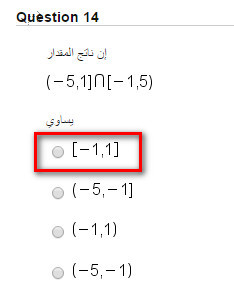 Question 14
إن ناتج المقدار
(−5,1]∩[−1,5)
يساوي
[−1,1]
(−5,−1]
(−1,1)
(−5,−1)